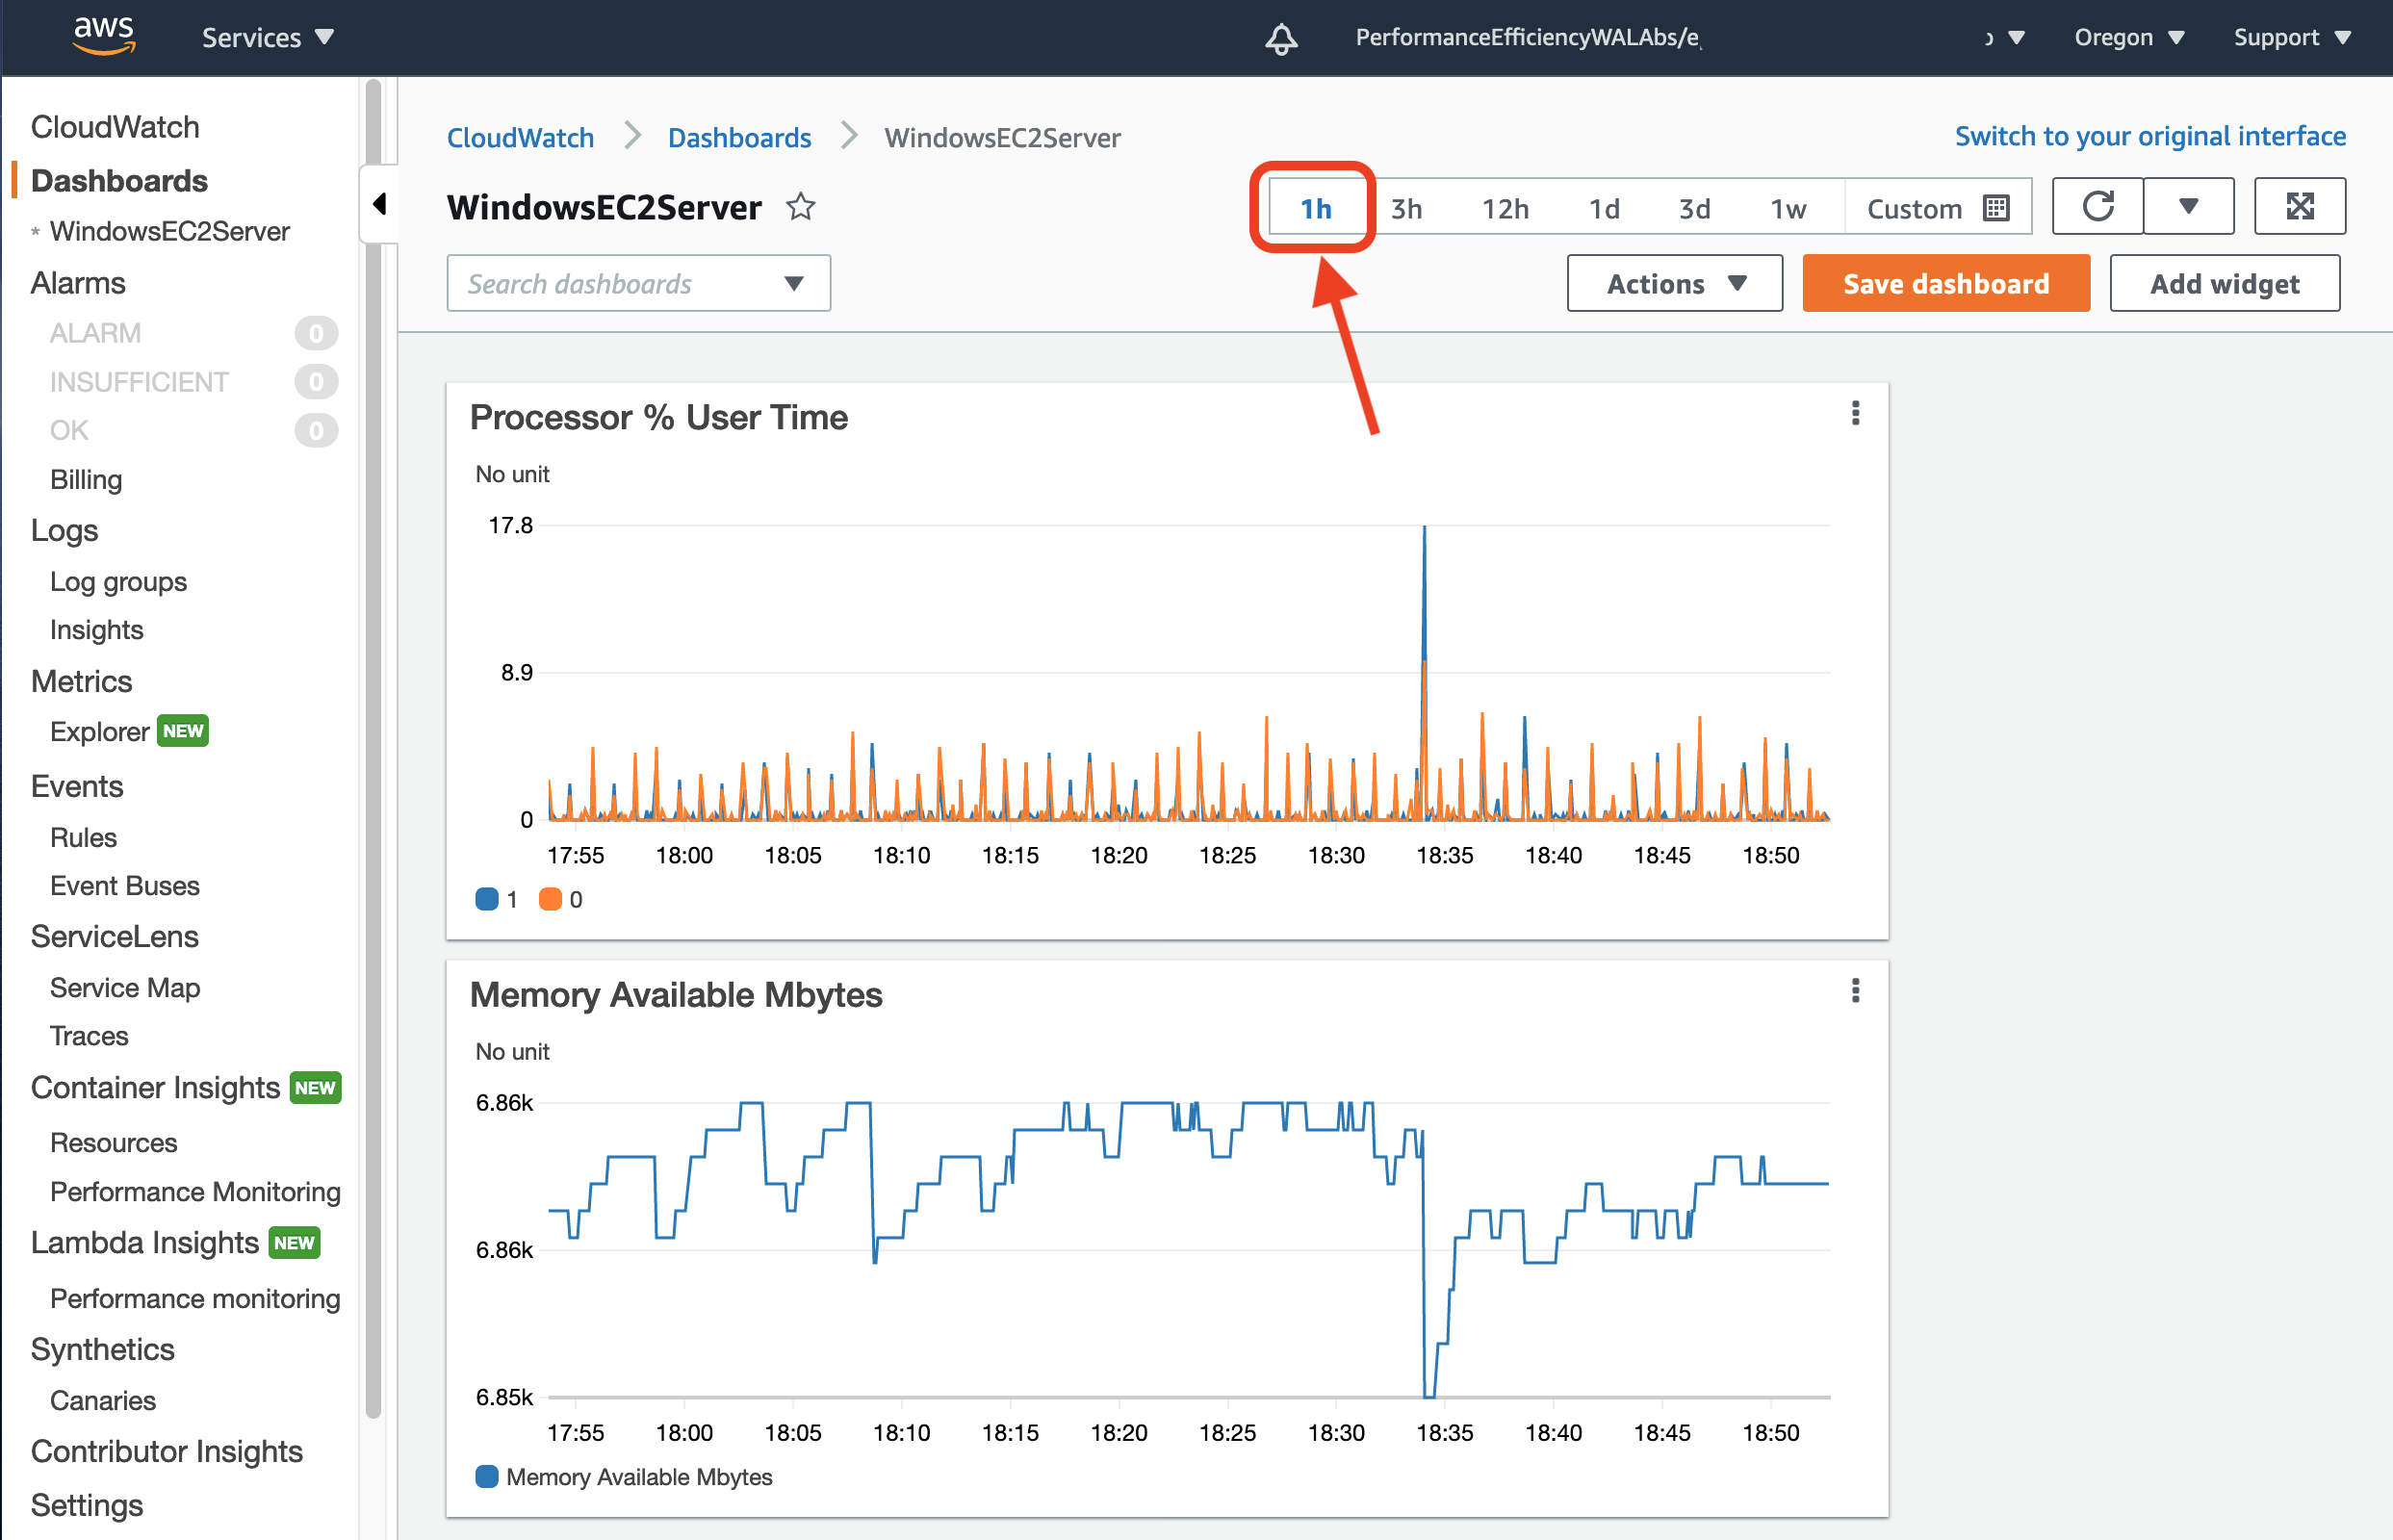 aws
Services
PerformanceEfficiencyWALAbs/e
Oregon
Support
CloudWatch
Dashboards
* WindowsEC2Server
Alarms
ALARM 0
INSUFFICIENT 0
OK 0
Billing
Logs
Log groups
Insights
Metrics
Explorer NEW
Events
Rules
Event Buses
ServiceLens
Service Map
Traces
Container Insights NEW
Resources
Performance Monitoring
Lambda Insights NEW
Performance monitoring
Synthetics
Canaries
Contributor Insights
Settings
CloudWatch Dashboards WindowsEC2Server
Switch to your original interface
WindowsEC2Server
1h 3h 12h 1d 3d 1w Custom
Search dashboards
Actions
Save dashboard
Add widget
Processor % User Time
No unit
17.8
8.9
0
17:55 18:00 18:05 18:10 18:15 18:20 18:25 18:30 18:35 18:40 18:45 18:50
1 0
Memory Available Mbytes
No unit
6.86k
6.86k
6.85k
17:55 18:00 18:05 18:10 18:15 18:20 18:25 18:30 18:35 18:40 18:45 18:50
Memory Available Mbytes